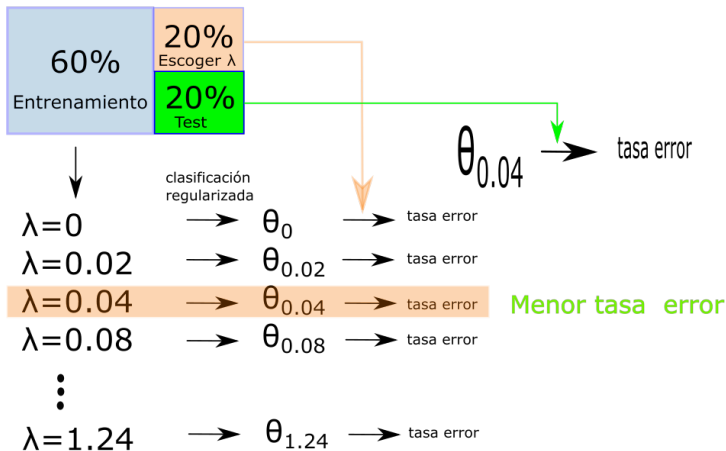 60%
Entrenamiento
20%
Escoger λ
20%
Test
θ0.04
tasa error
clasificación
regularizada
λ=0
θ0
tasa error
λ=0.02
θ0.02
tasa error
λ=0.04
θ0.04
tasa error
Menor tasa error
λ=0.08
θ0.08
tasa error
λ=1.24
θ1.24
tasa error